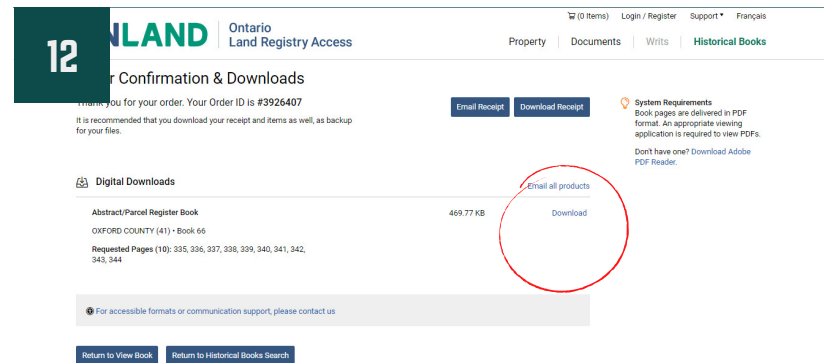 (0 Items) Login / Register Support Français
12
LAND Ontario
Land Registry Access
Property Documents Writs Historical Books
Confirmation & Downloads
you for your order. Your Order ID is #3926407
It is recommended that you download your receipt and items as well, as backup
for your files.
Email Receipt Download Receipt
System Requirements
Book pages are delivered in PDF
format. An appropriate viewing
application is required to view PDFs.
Don't have one? Download Adobe
PDF Reader.
Digital Downloads
Email all products
Abstract/Parcel Register Book 469.77 KB Download
OXFORD COUNTY (41) • Book 66
Requested Pages (10): 335, 336, 337, 338, 339, 340, 341, 342,
343, 344
For accessible formats or communication support, please contact us
Return to View Book Return to Historical Books Search